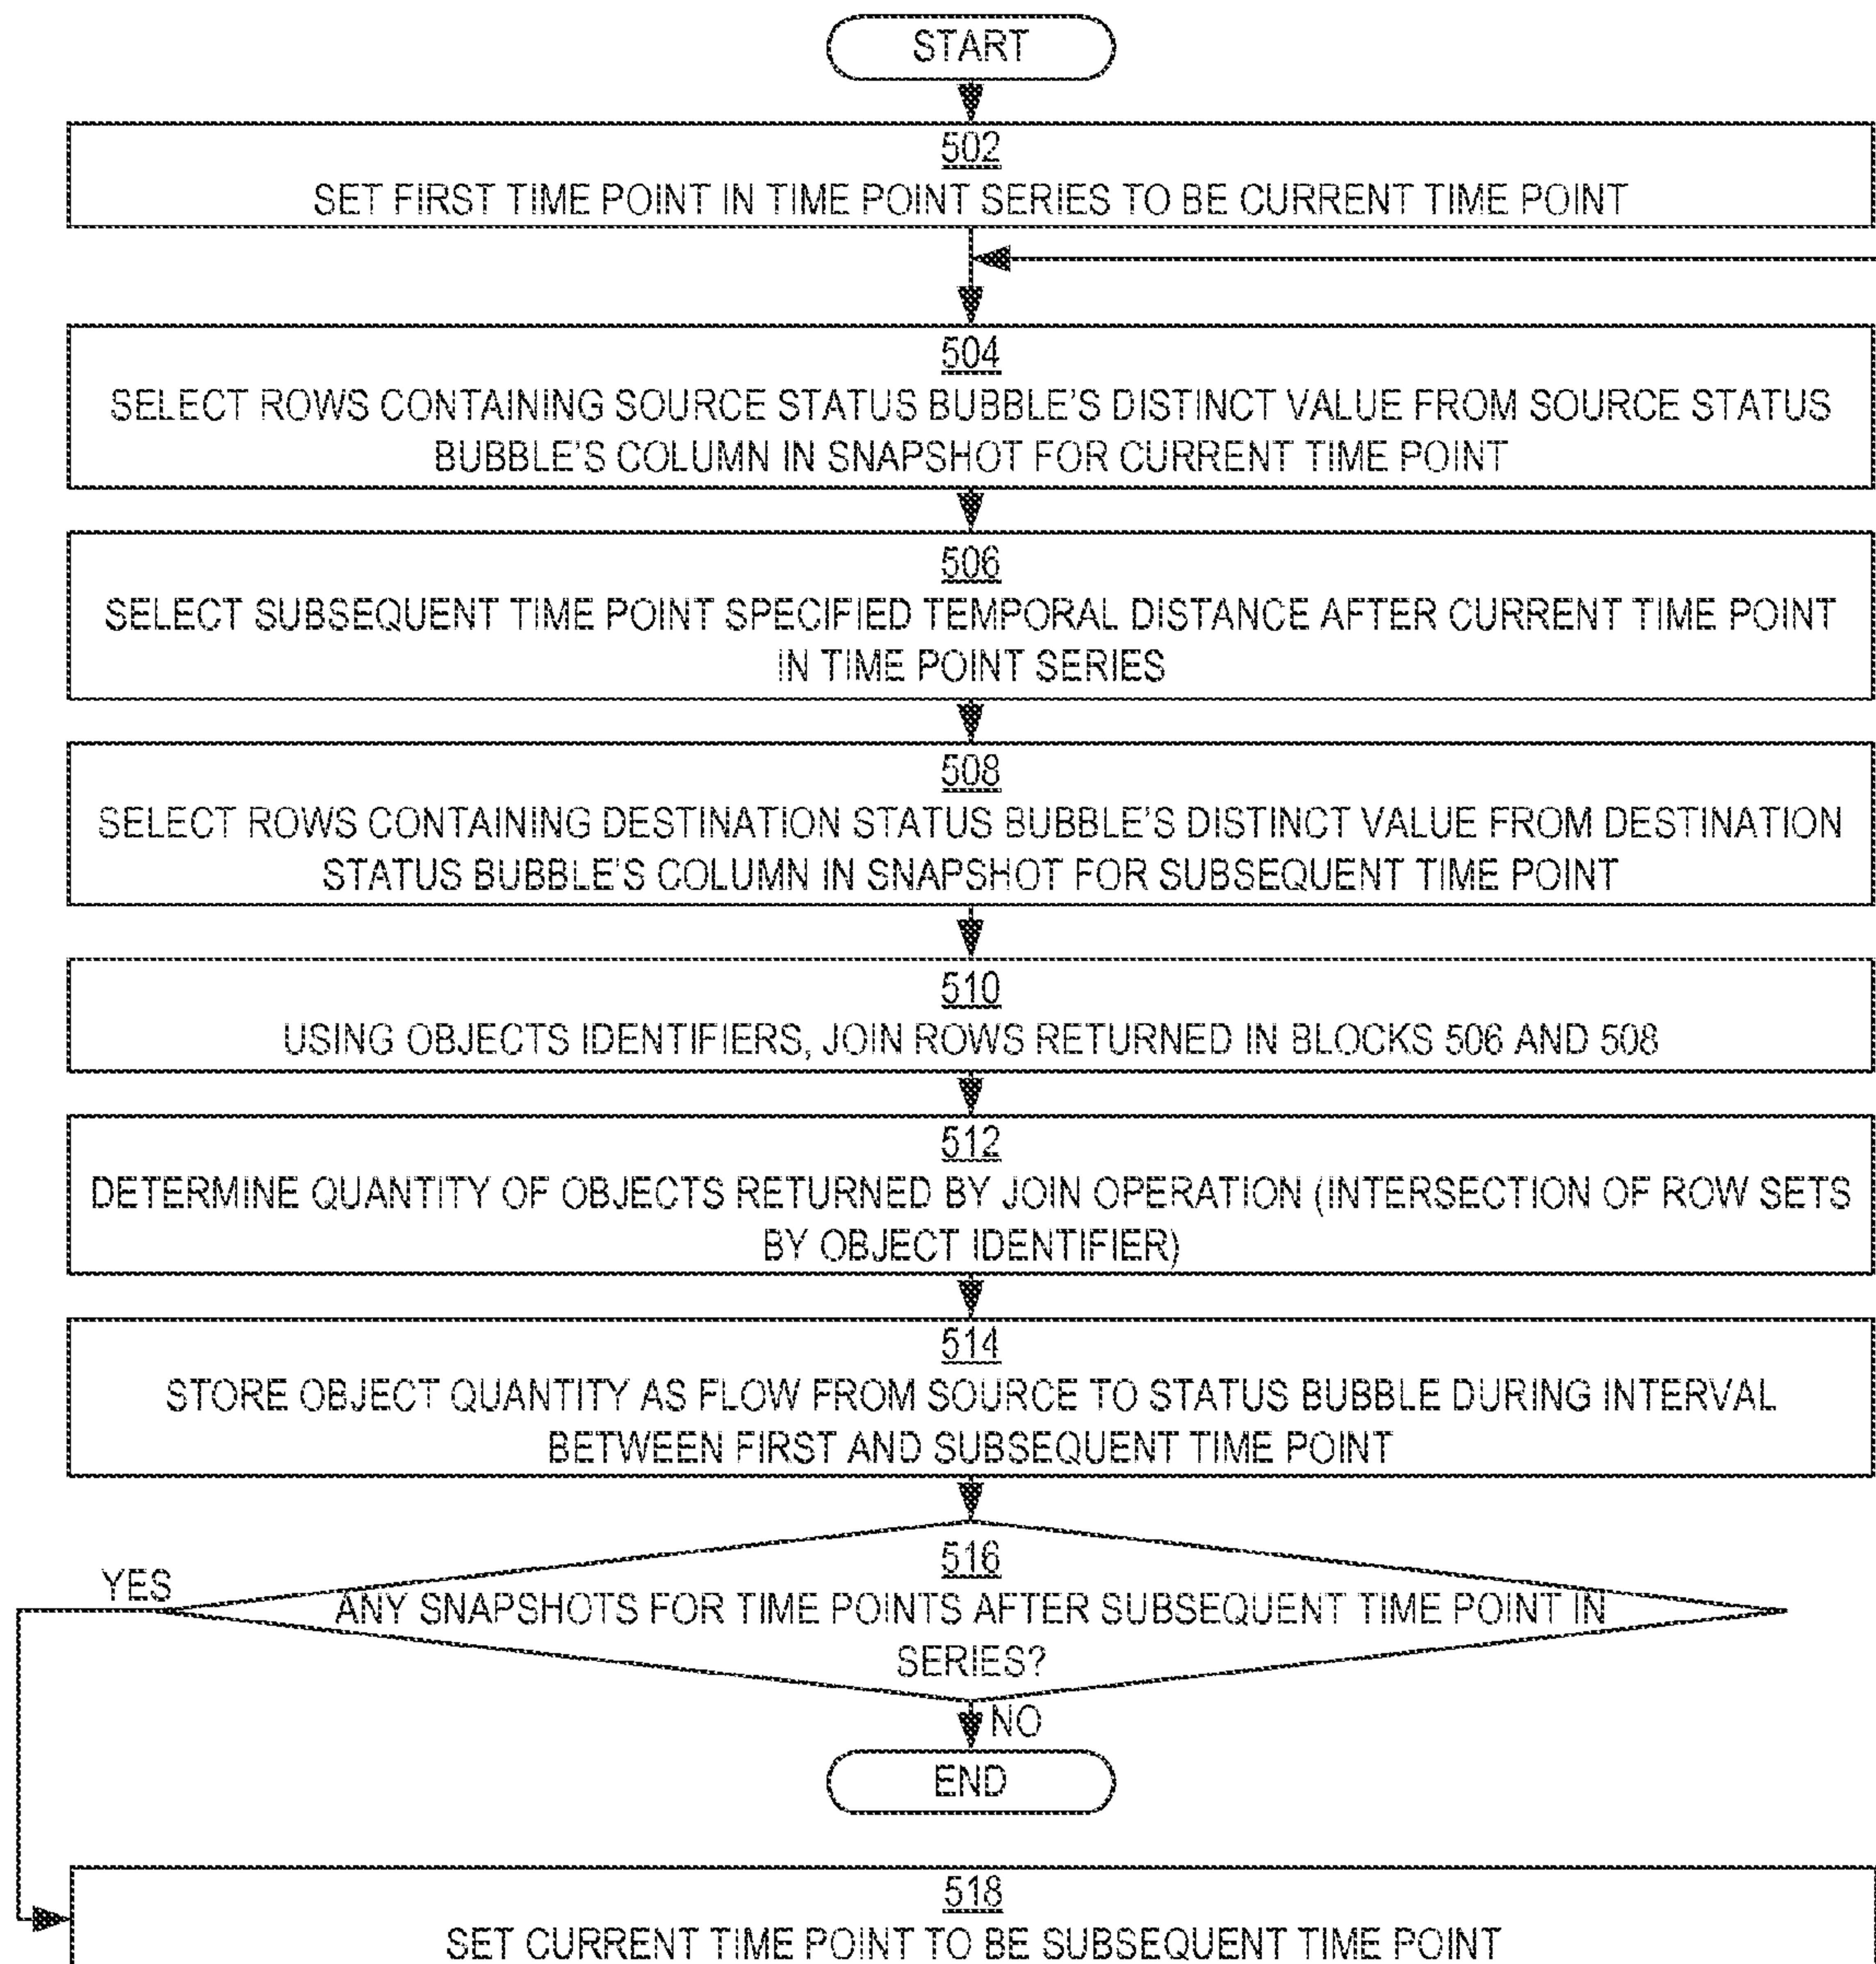 START
502
SET FIRST TIME POINT IN TIME POINT SERIES TO BE CURRENT TIME POINT
504
SELECT ROWS CONTAINING SOURCE STATUS BUBBLE'S DISTINCT VALUE FROM SOURCE STATUS
BUBBLE'S COLUMN IN SNAPSHOT FOR CURRENT TIME POINT
506
SELECT SUBSEQUENT TIME POINT SPECIFIED TEMPORAL DISTANCE AFTER CURRENT TIME POINT
IN TIME POINT SERIES
508
SELECT ROWS CONTAINING DESTINATION STATUS BUBBLE'S DISTINCT VALUE FROM DESTINATION
STATUS BUBBLE'S COLUMN IN SNAPSHOT FOR SUBSEQUENT TIME POINT
510
USING OBJECTS IDENTIFIERS, JOIN ROWS RETURNED IN BLOCKS 506 AND 508
512
DETERMINE QUANTITY OF OBJECTS RETURNED BY JOIN OPERATION (INTERSECTION OF ROW SETS
BY OBJECT IDENTIFIER)
514
STORE OBJECT QUANTITY AS FLOW FROM SOURCE TO STATUS BUBBLE DURING INTERVAL
BETWEEN FIRST AND SUBSEQUENT TIME POINT
516
YES
ANY SNAPSHOTS FOR TIME POINTS AFTER SUBSEQUENT TIME POINT IN
SERIES?
NO
END
518
SET CURRENT TIME POINT TO BE SUBSEQUENT TIME POINT